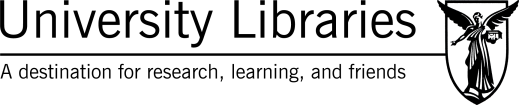 University Libraries
A destination for research, learning, and friends